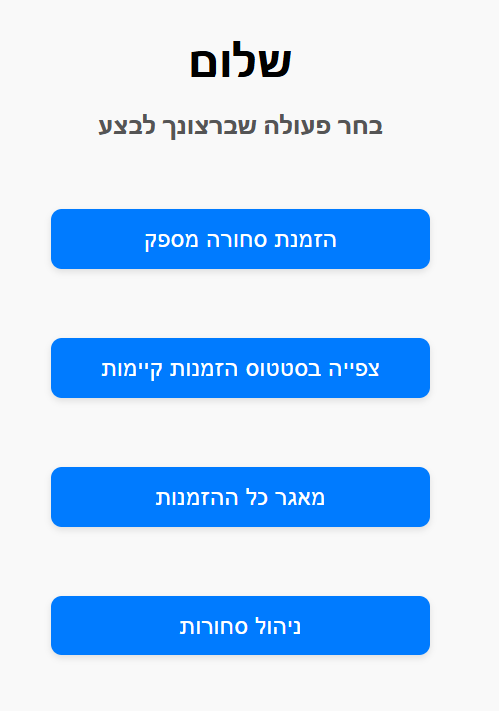 שלום
בחר פעולה שברצונך לבצע
הזמנת סחורה מספק
צפייה בסטטוס הזמנות קיימות
מאגר כל ההזמנות
ניהול סחורות